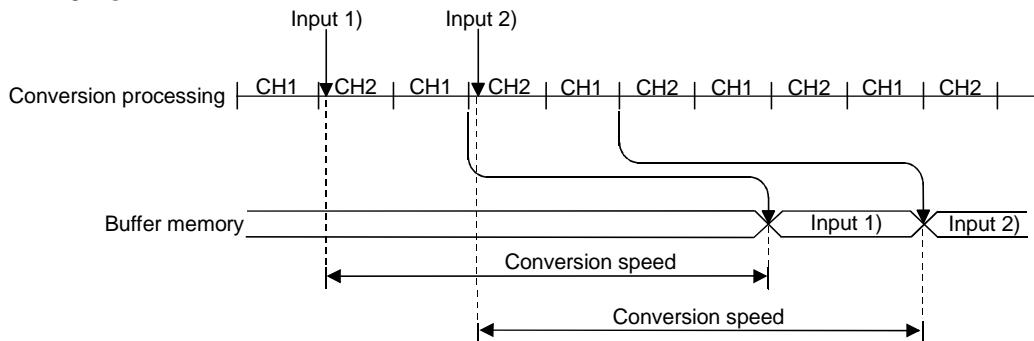 Input 1) Input 2)
Conversion processing CH1 CH2 CH1 CH2 CH1 CH2 CH1 CH2 CH1 CH2
Buffer memory Input 1) Input 2)
Conversion speed
Conversion speed